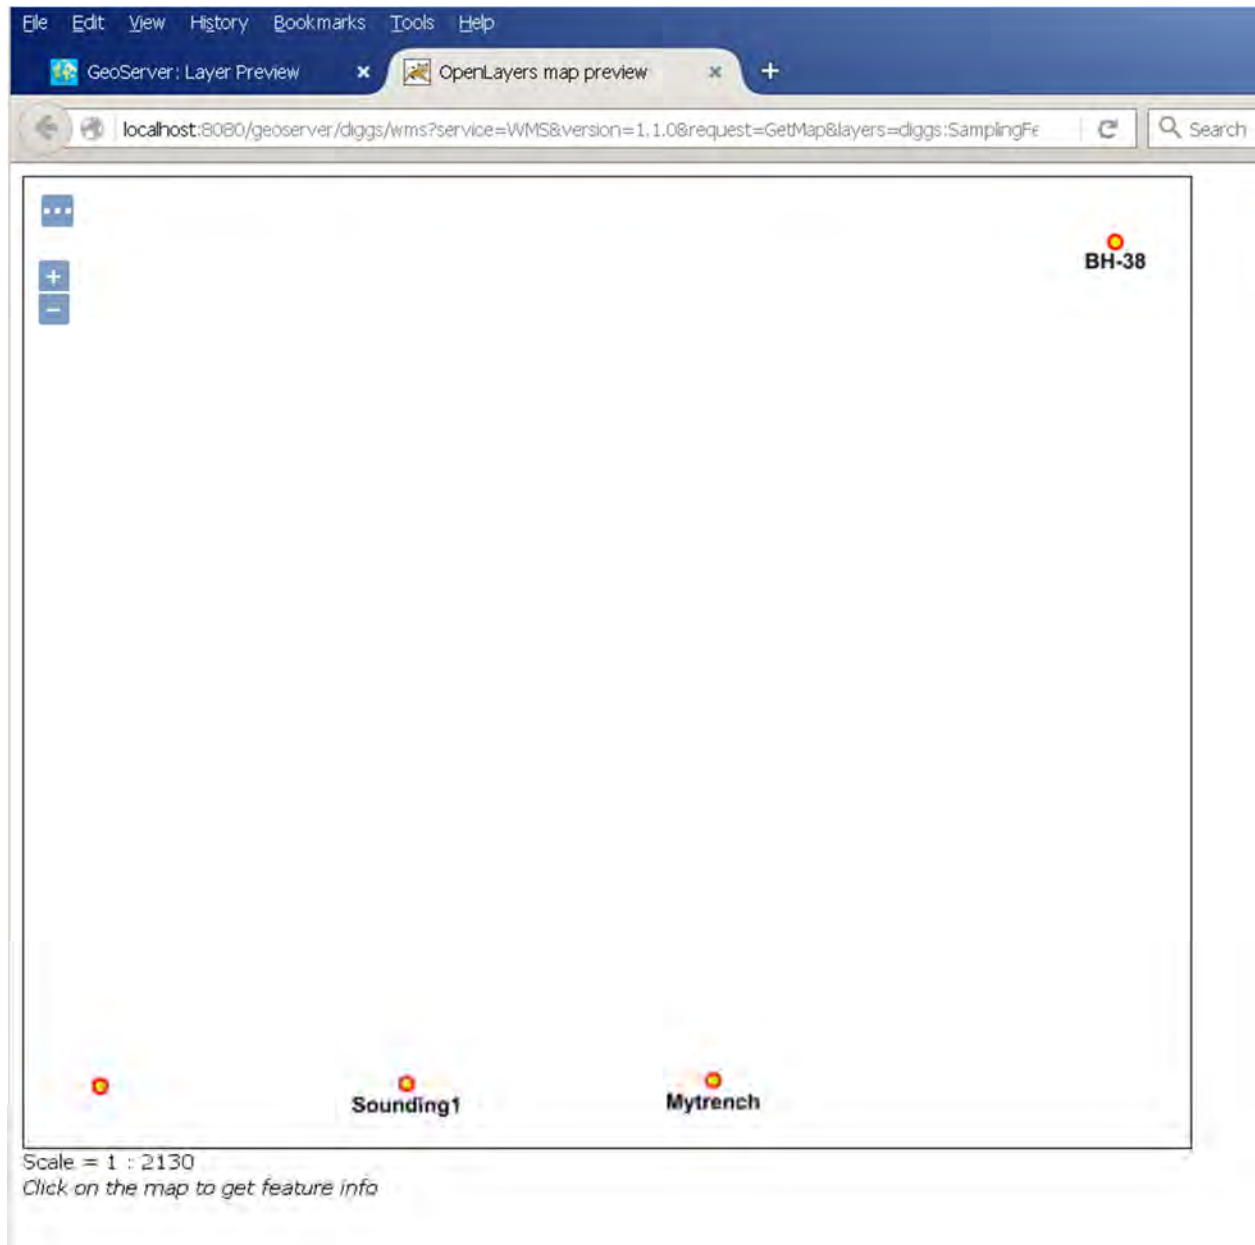 File Edit View History Bookmarks Tools Help
GeoServer: Layer Preview × OpenLayers map preview × +
localhost:8080/geoserver/diggs/wms?service=WMS&version=1.1.0&request=GetMap&layers=diggs:SamplingFe Search
+
−
BH-38
Sounding1
Mytrench
Scale = 1 : 2130
Click on the map to get feature info